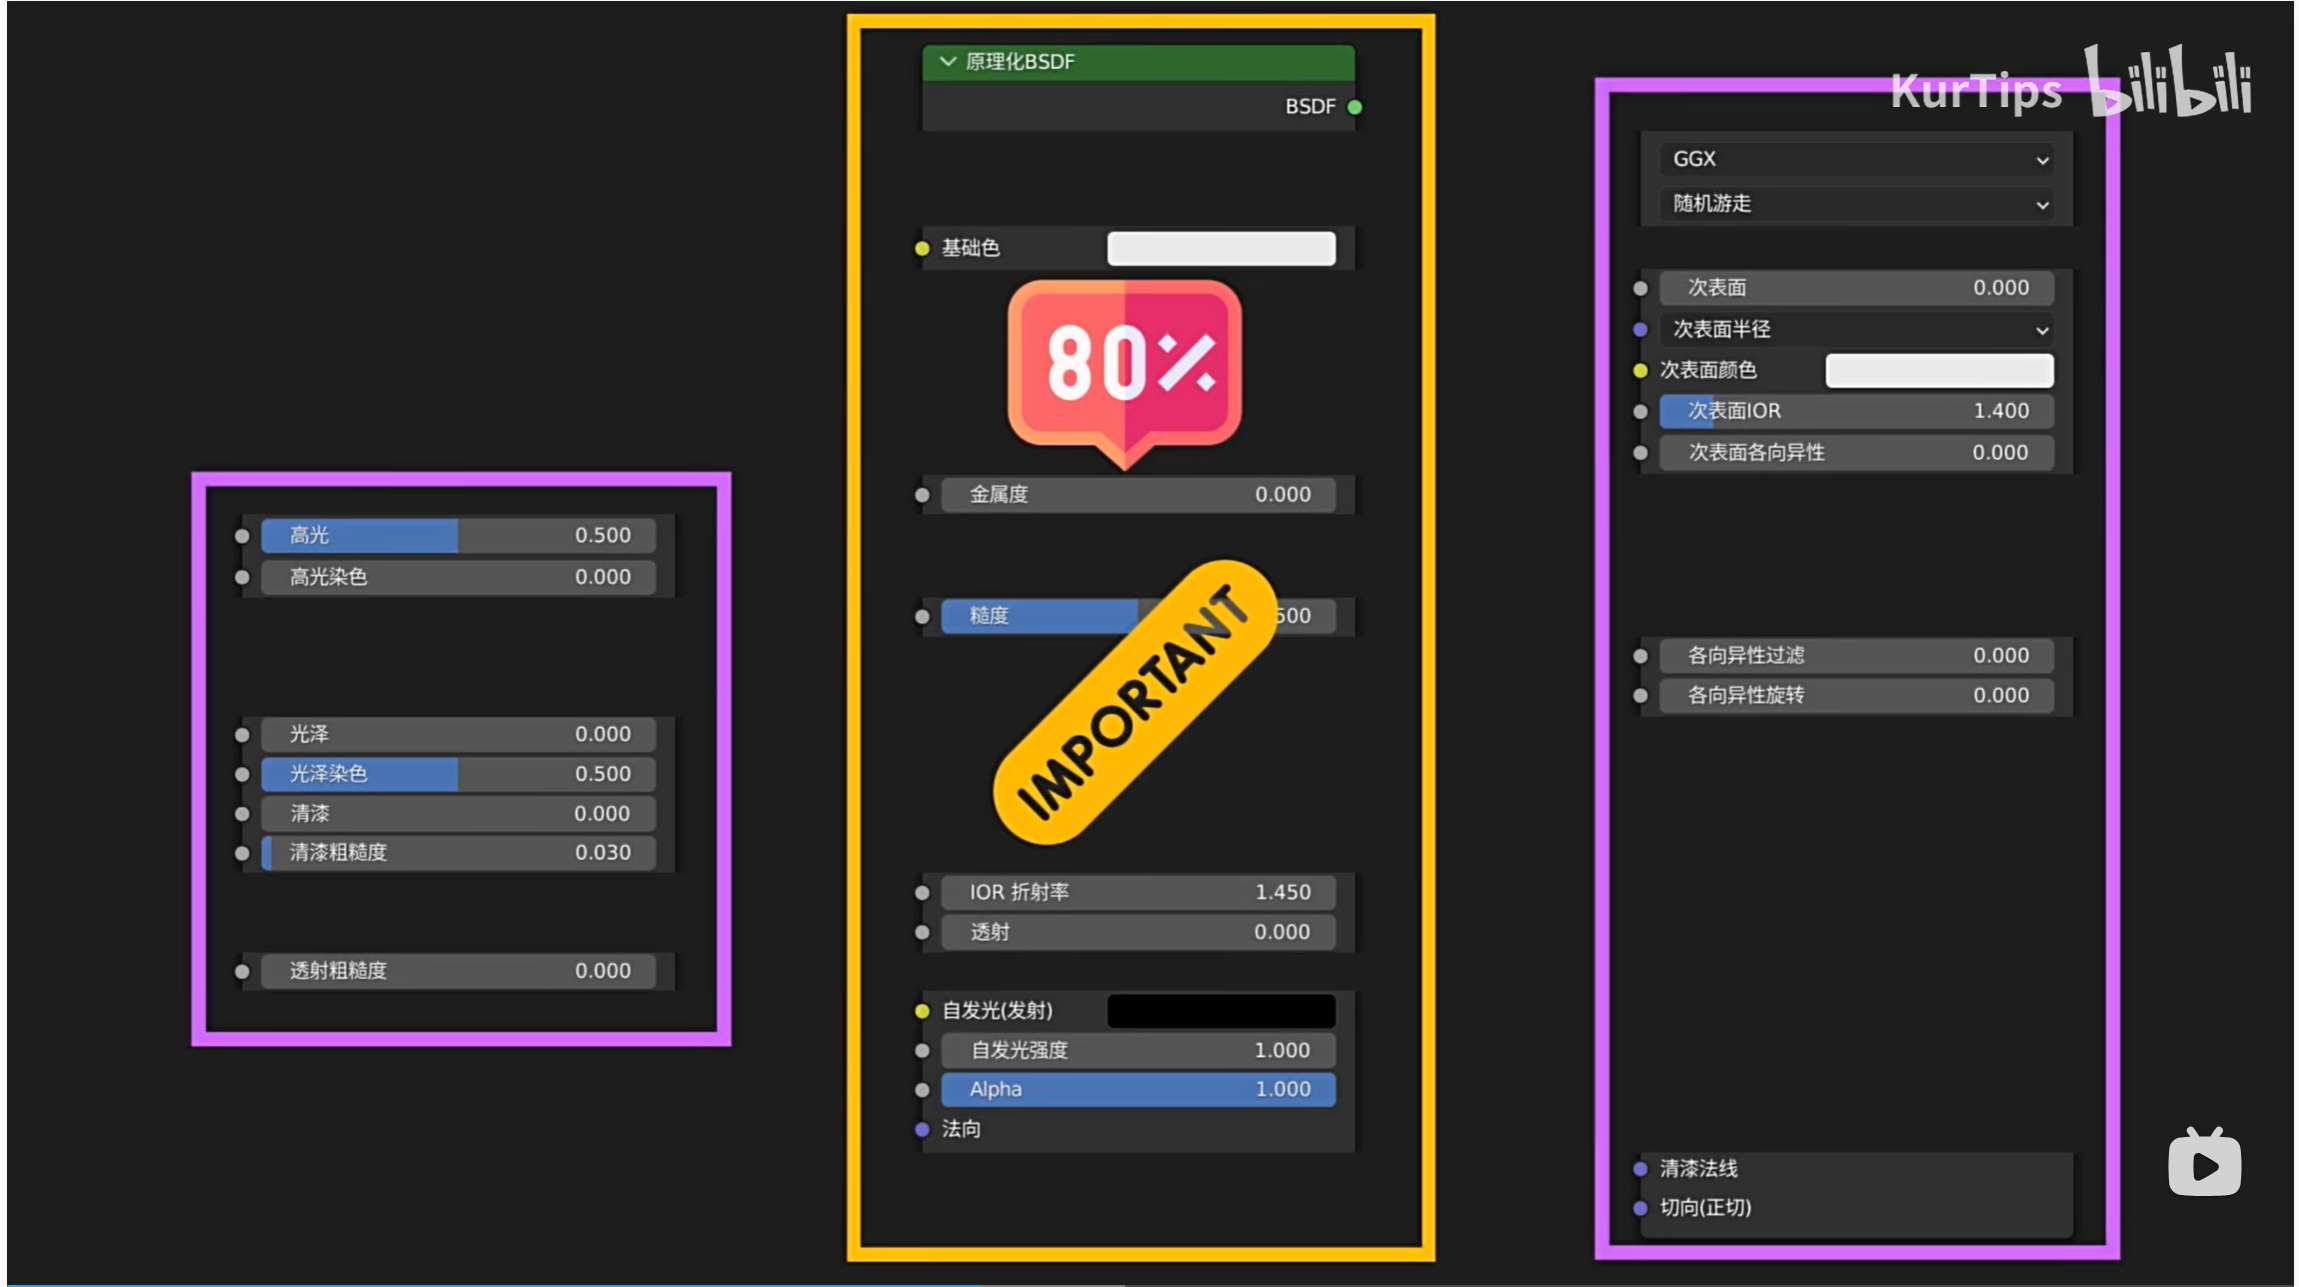 KurTips bilibili
高光 0.500
高光染色 0.000
光泽 0.000
光泽染色 0.500
清漆 0.000
清漆粗糙度 0.030
透射粗糙度 0.000
原理化BSDF
BSDF
基础色
80%
金属度 0.000
糙度 500
IMPORTANT
IOR 折射率 1.450
透射 0.000
自发光(发射)
自发光强度 1.000
Alpha 1.000
法向
GGX
随机游走
次表面 0.000
次表面半径
次表面颜色
次表面IOR 1.400
次表面各向异性 0.000
各向异性过滤 0.000
各向异性旋转 0.000
清漆法线
切向(正切)